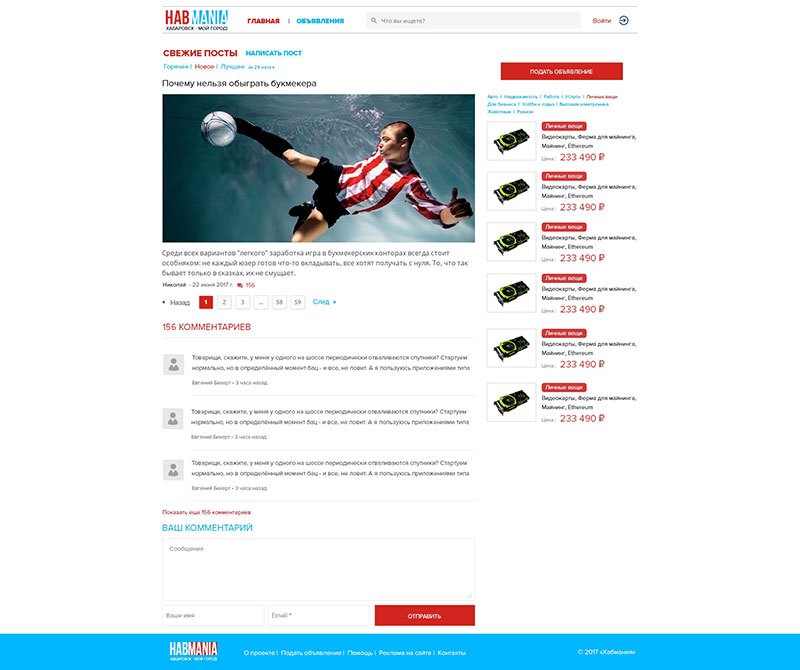 HABMANIA
ХАБАРОВСК - МОЙ ГОРОД!
ГЛАВНАЯ | ОБЪЯВЛЕНИЯ
Что вы ищете?
Войти
СВЕЖИЕ ПОСТЫ НАПИСАТЬ ПОСТ
Горячее | Новое | Лучшее за 24 часа
Почему нельзя обыграть букмекера
Среди всех вариантов "легкого" заработка игра в букмекерских конторах всегда стоит
особняком: не каждый юзер готов что-то вкладывать, все хотят получать с нуля. То, что так
бывает только в сказках, их не смущает.
Николай - 22 июня 2017 г. 156
Назад 1 2 3 ... 58 59 След.
156 КОММЕНТАРИЕВ
Товарищи, скажите, у меня у одного на шоссе периодически отваливаются спутники? Стартуем
нормально, но в определённый момент бац - и все, не ловит. А я пользуюсь приложениями типа
Евгений Бихерт • 3 часа назад
Товарищи, скажите, у меня у одного на шоссе периодически отваливаются спутники? Стартуем
нормально, но в определённый момент бац - и все, не ловит. А я пользуюсь приложениями типа
Евгений Бихерт • 3 часа назад
Товарищи, скажите, у меня у одного на шоссе периодически отваливаются спутники? Стартуем
нормально, но в определённый момент бац - и все, не ловит. А я пользуюсь приложениями типа
Евгений Бихерт • 3 часа назад
Показать еще 156 комментариев
ВАШ КОММЕНТАРИЙ
Сообщение
Ваше имя
Email *
ОТПРАВИТЬ
ПОДАТЬ ОБЪЯВЛЕНИЕ
Авто | Недвижимость | Работа | Услуги | Личные вещи
Для бизнеса | Хобби и отдых | Бытовая электроника
Животные | Разное
Личные вещи
Видеокарты, Ферма для майнинга,
Майнинг, Ethereum
Цена : 233 490 ₽
Личные вещи
Видеокарты, Ферма для майнинга,
Майнинг, Ethereum
Цена : 233 490 ₽
Личные вещи
Видеокарты, Ферма для майнинга,
Майнинг, Ethereum
Цена : 233 490 ₽
Личные вещи
Видеокарты, Ферма для майнинга,
Майнинг, Ethereum
Цена : 233 490 ₽
Личные вещи
Видеокарты, Ферма для майнинга,
Майнинг, Ethereum
Цена : 233 490 ₽
Личные вещи
Видеокарты, Ферма для майнинга,
Майнинг, Ethereum
Цена : 233 490 ₽
HABMANIA
ХАБАРОВСК - МОЙ ГОРОД!
О проекте | Подать объявление | Помощь | Реклама на сайте | Контакты
© 2017 «Хабмания»